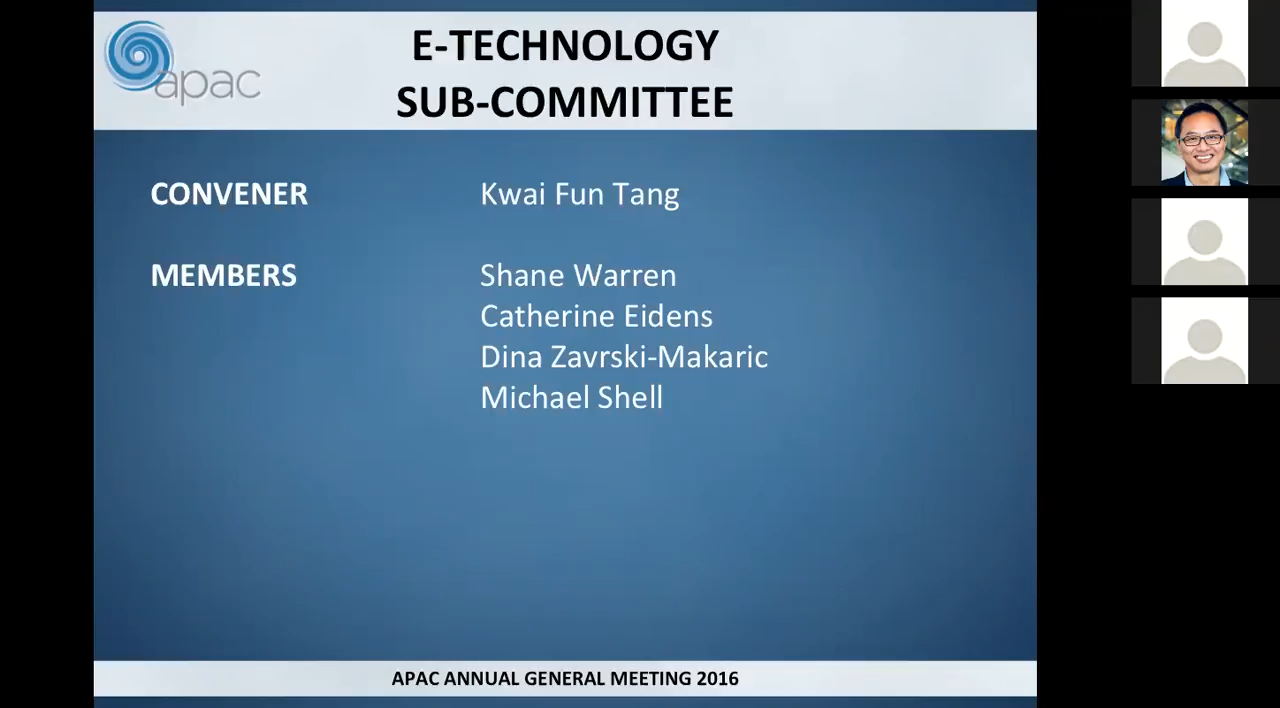 apac
E-TECHNOLOGY
SUB-COMMITTEE
CONVENER Kwai Fun Tang
MEMBERS Shane Warren
Catherine Eidens
Dina Zavrski-Makaric
Michael Shell
APAC ANNUAL GENERAL MEETING 2016